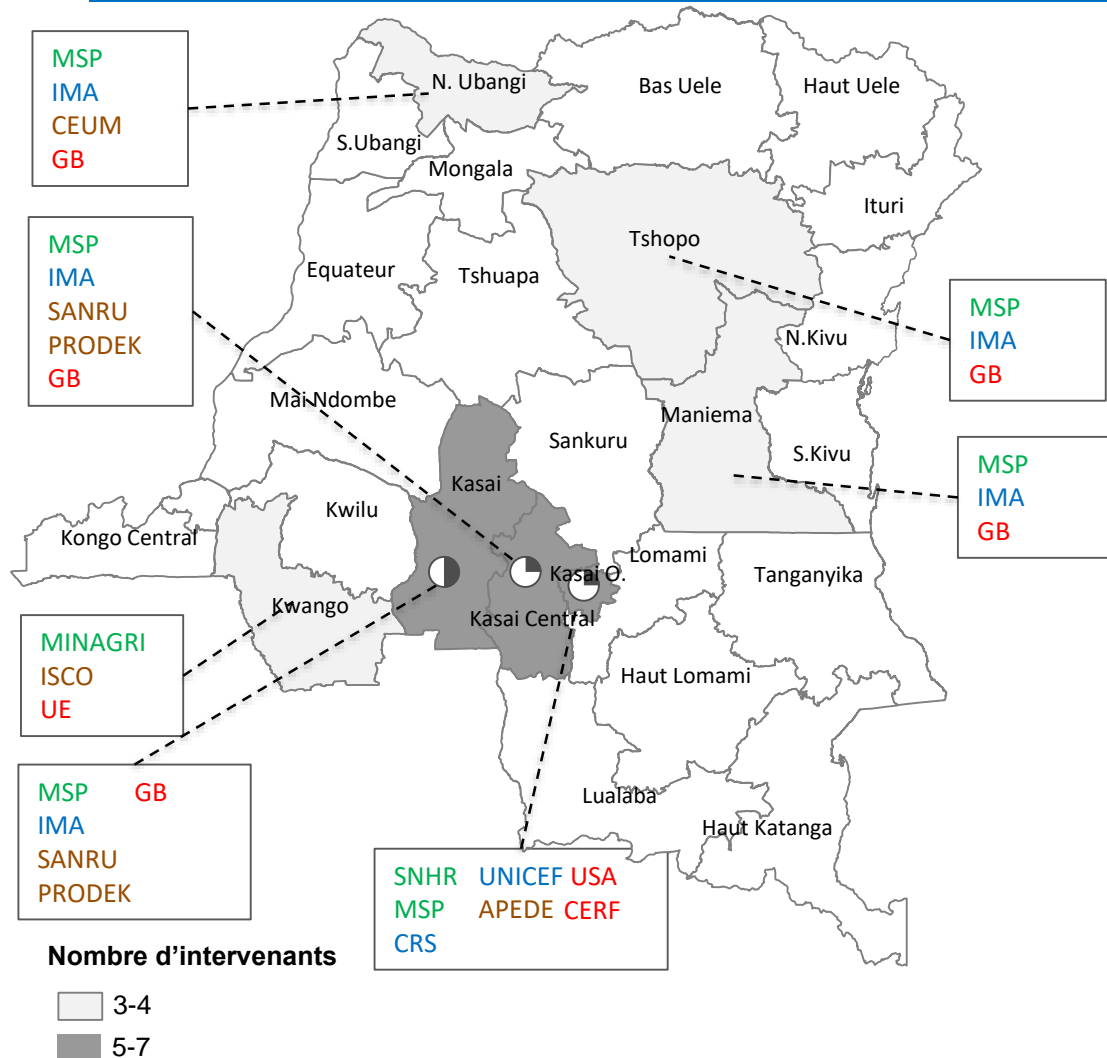 MSP
IMA
CEUM
GB
N. Ubangi
Bas Uele
Haut Uele
S.Ubangi
Mongala
Ituri
MSP
IMA
SANRU
PRODEK
GB
Tshopo
Equateur
Tshuapa
MSP
IMA
GB
N.Kivu
Mai Ndombe
Maniema
Sankuru
S.Kivu
MSP
IMA
GB
Kasai
Kwilu
Kongo Central
Lomami
Kasai O.
Tanganyika
Kwango
Kasai Central
MINAGRI
ISCO
UE
Haut Lomami
MSP GB
IMA
SANRU
PRODEK
Lualaba
Haut Katanga
SNHR UNICEF USA
MSP APEDE CERF
CRS
Nombre d’intervenants
3-4
5-7